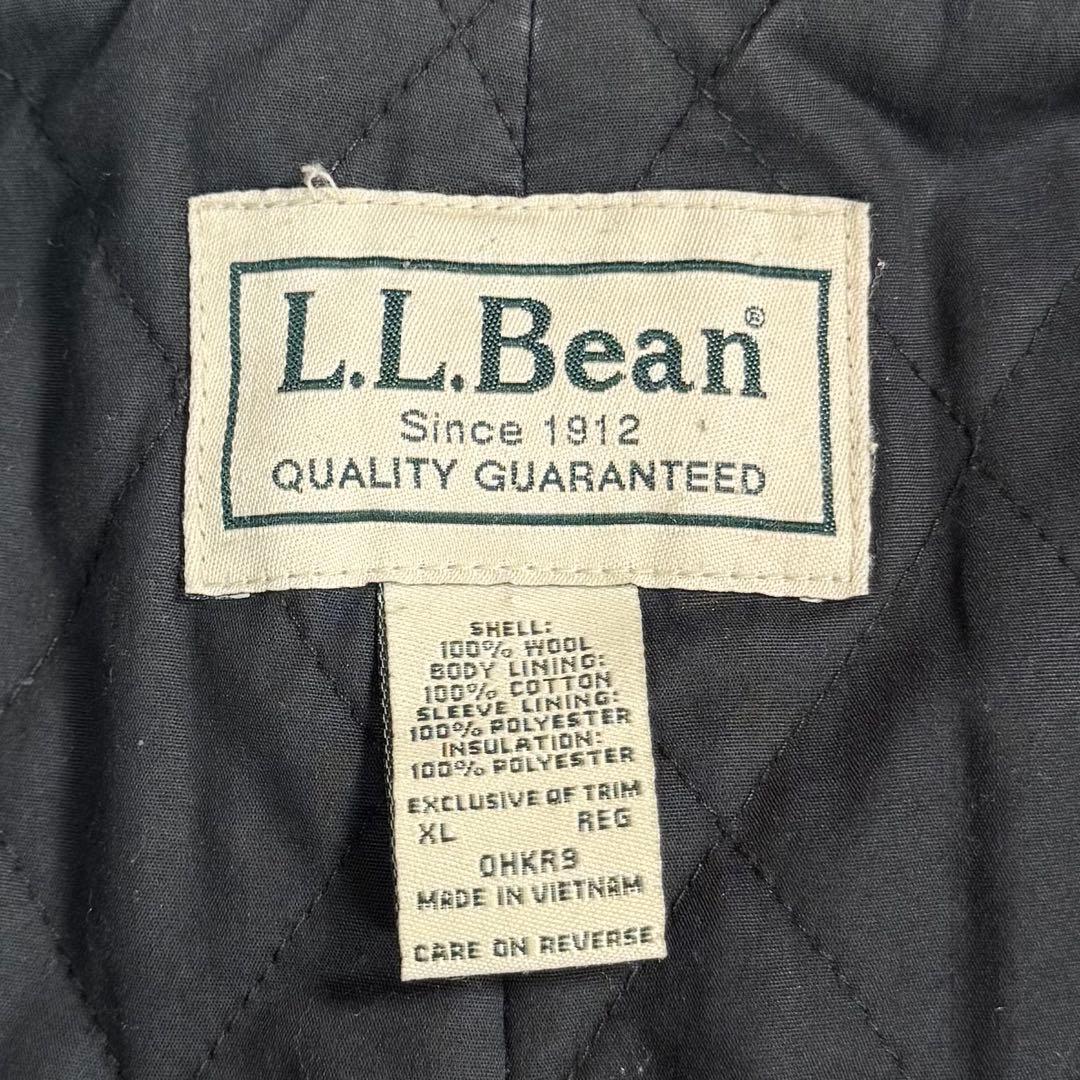 L.L.Bean®
Since 1912
QUALITY GUARANTEED
SHELL:
100% WOOL
BODY LINING:
100% COTTON
SLEEVE LINING:
100% POLYESTER
INSULATION:
100% POLYESTER
EXCLUSIVE OF TRIM
XL REG
0HKR9
MADE IN VIETNAM
CARE ON REVERSE